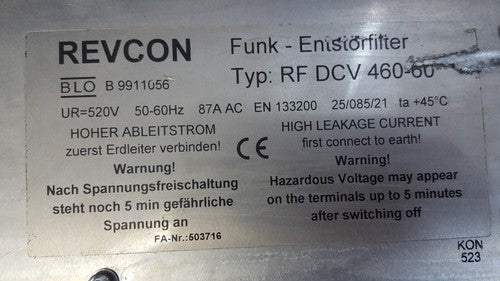 REVCON Funk - Entstörfilter
BLO B 9911056 Typ: RF DCV 460-60
UR=520V 50-60Hz 87A AC EN 133200 25/085/21 ta +45°C
HOHER ABLEITSTROM
zuerst Erdleiter verbinden!
Warnung!
Nach Spannungsfreischaltung
steht noch 5 min gefährliche
Spannung an
FA-Nr.:503716
CE
HIGH LEAKAGE CURRENT
first connect to earth!
Warning!
Hazardous Voltage may appear
on the terminals up to 5 minutes
after switching off
KON
523